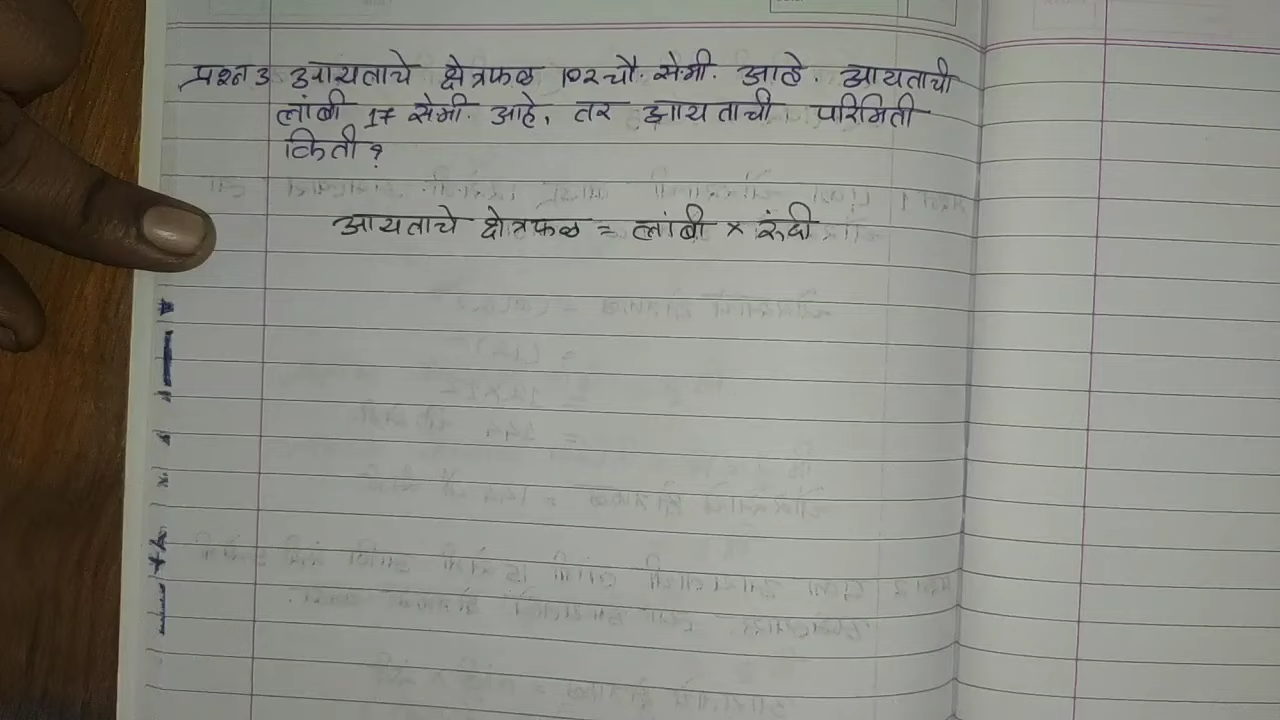 प्रश्न 3 आयताचे क्षेत्रफळ 102 चौ. सेमी. आहे. आयताची
लांबी 17 सेमी. आहे, तर आयताची परिमिती
किती?
आयताचे क्षेत्रफळ = लांबी × रुंदी